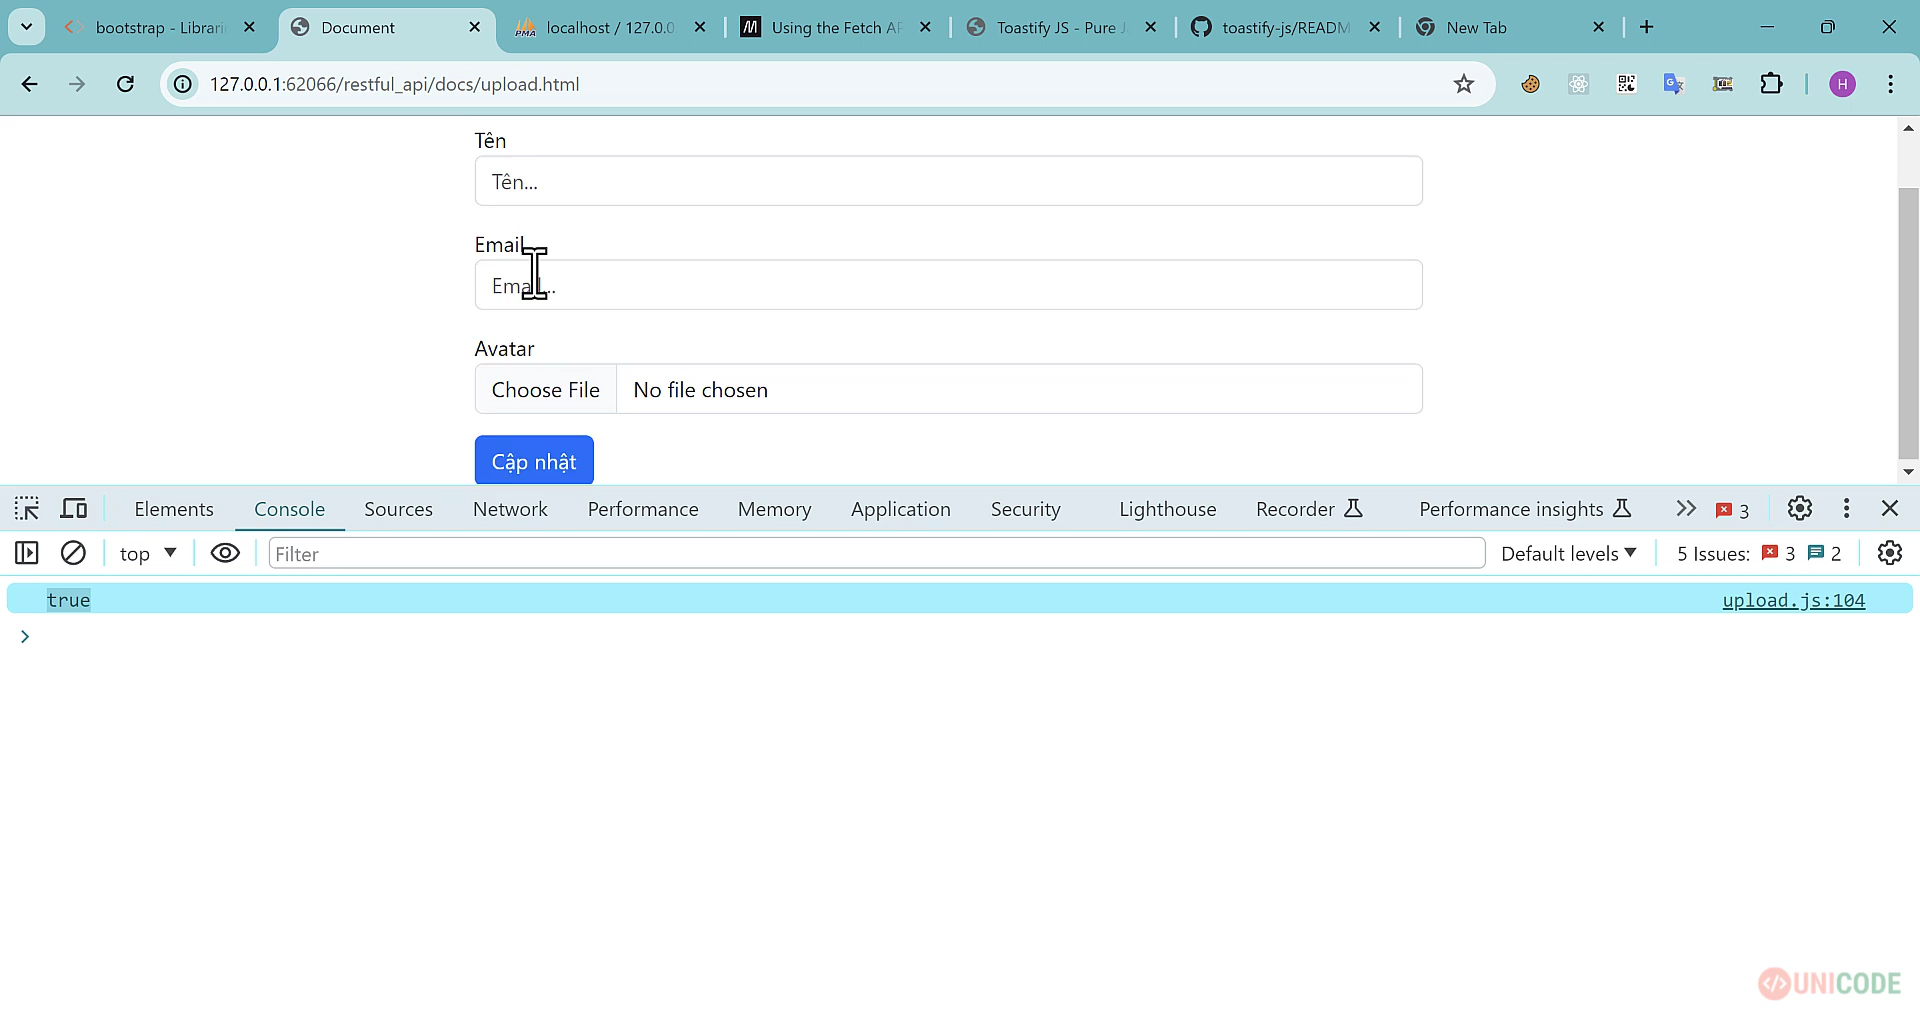 bootstrap - Librari
Document
PMA
localhost / 127.0.0.
Using the Fetch AP
Toastify JS - Pure J
toastify-js/READM
New Tab
127.0.0.1:62066/restful_api/docs/upload.html
H
Tên
Tên...
Email
Email...
Avatar
Choose File
No file chosen
Cập nhật
Elements
Console
Sources
Network
Performance
Memory
Application
Security
Lighthouse
Recorder
Performance insights
3
top
Filter
Default levels
5 Issues:
3
2
true
upload.js:104
UNICODE